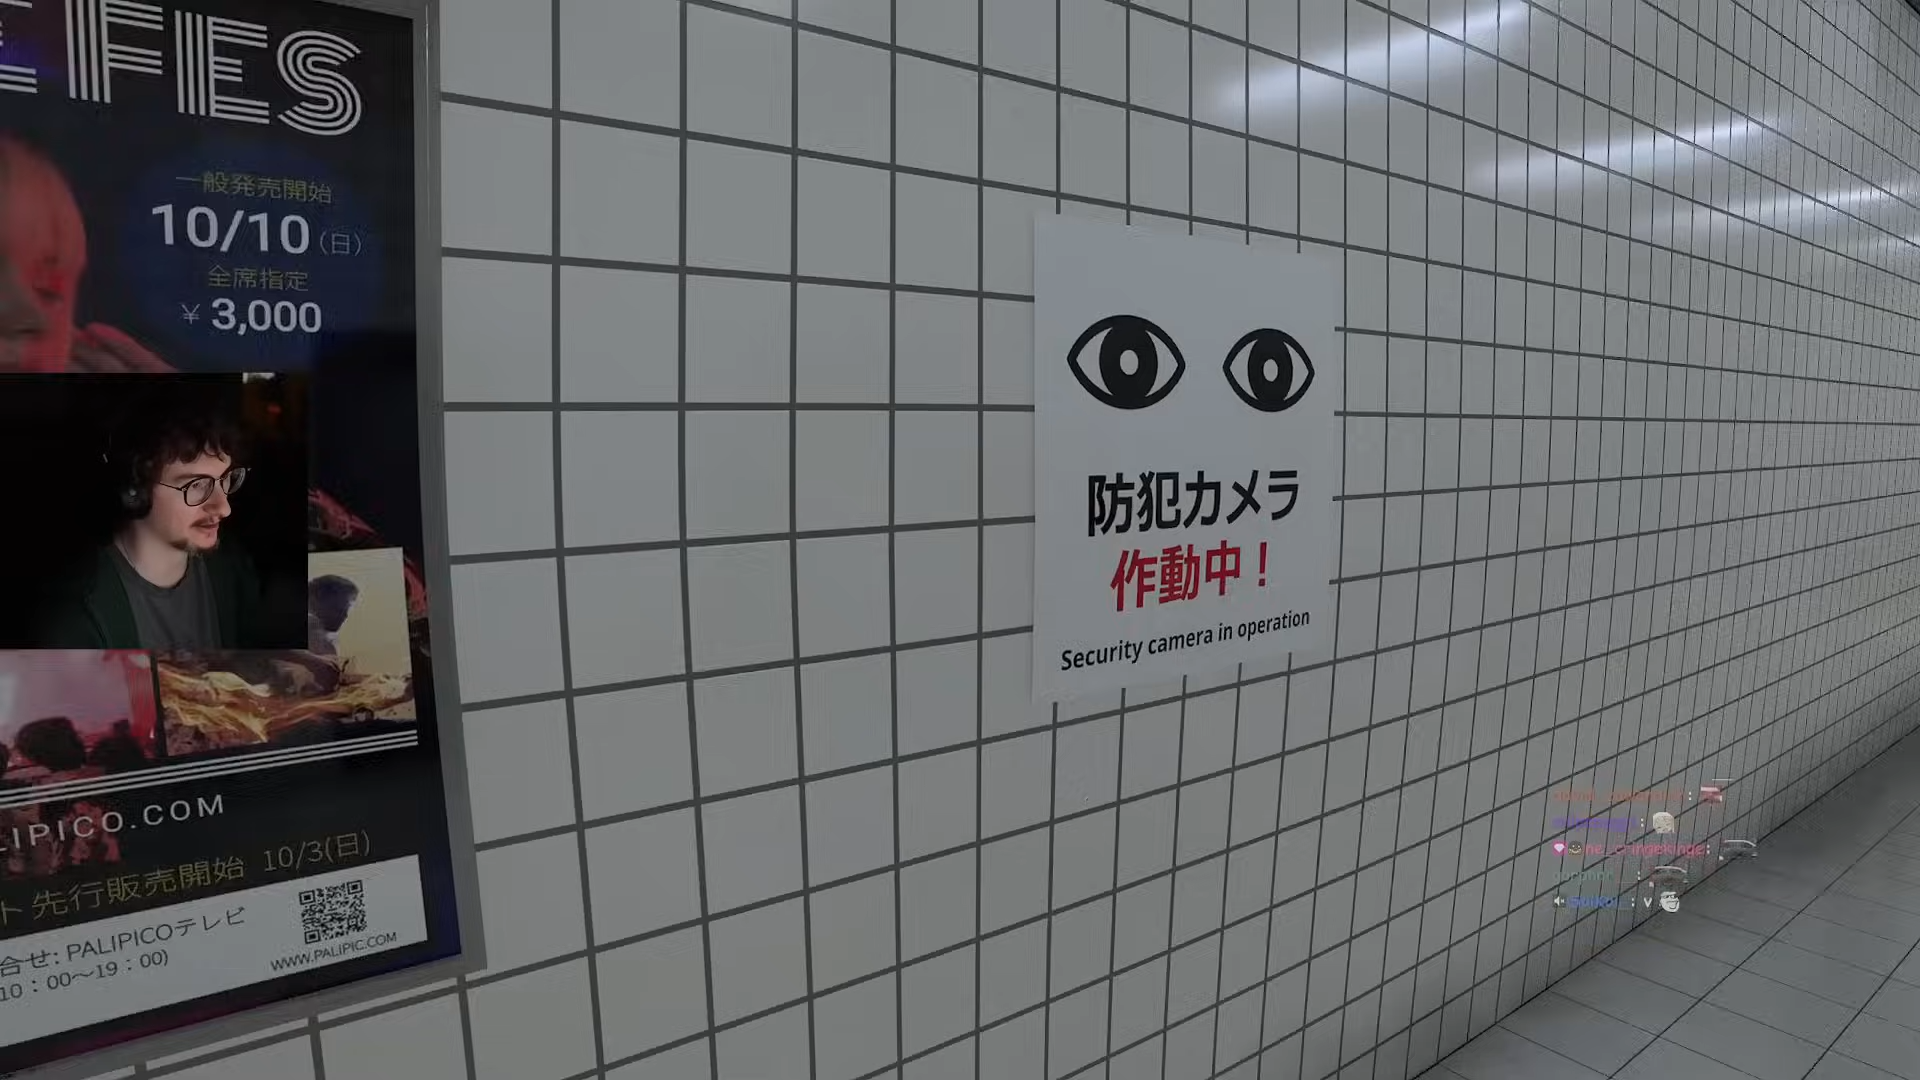 FES
一般発売開始
10/10(日)
全席指定
¥ 3,000
LIPICO.COM
ト先行販売開始 10/3(日)
合せ: PALIPICOテレビ
10:00〜19:00)
WWW.PALIPIC.COM
防犯カメラ
作動中!
Security camera in operation